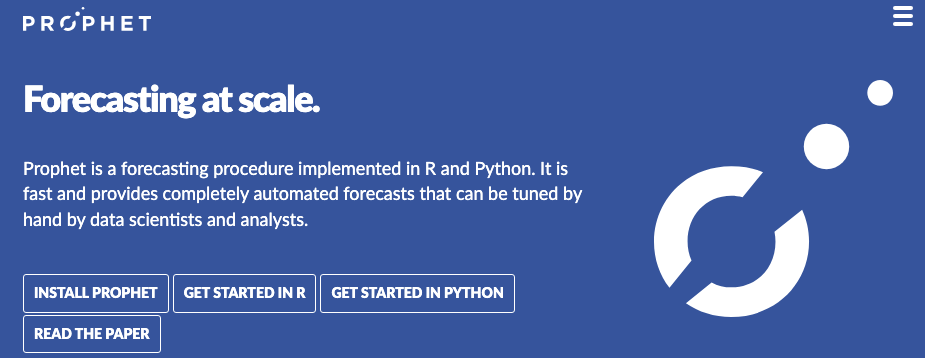 PROPHET
Forecasting at scale.
Prophet is a forecasting procedure implemented in R and Python. It is
fast and provides completely automated forecasts that can be tuned by
hand by data scientists and analysts.
INSTALL PROPHET GET STARTED IN R GET STARTED IN PYTHON
READ THE PAPER